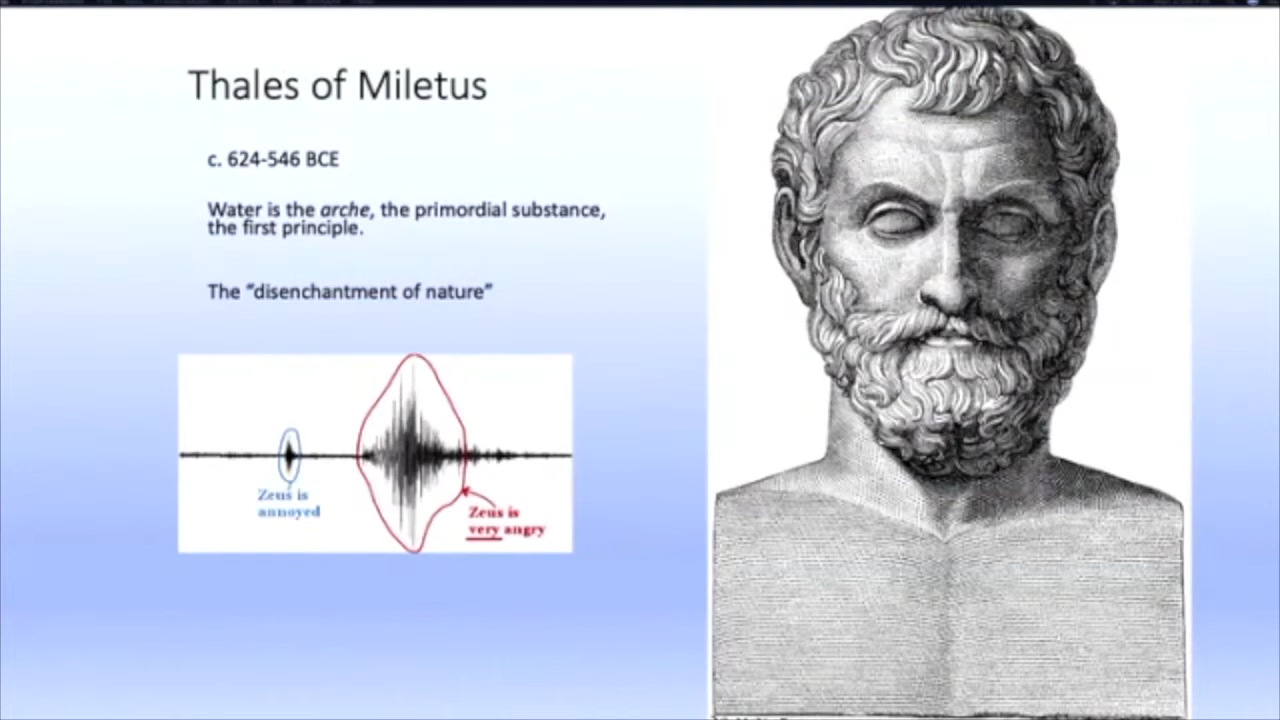 Thales of Miletus
c. 624-546 BCE
Water is the arche, the primordial substance,
the first principle.
The “disenchantment of nature”
Zeus is
annoyed
Zeus is
very angry